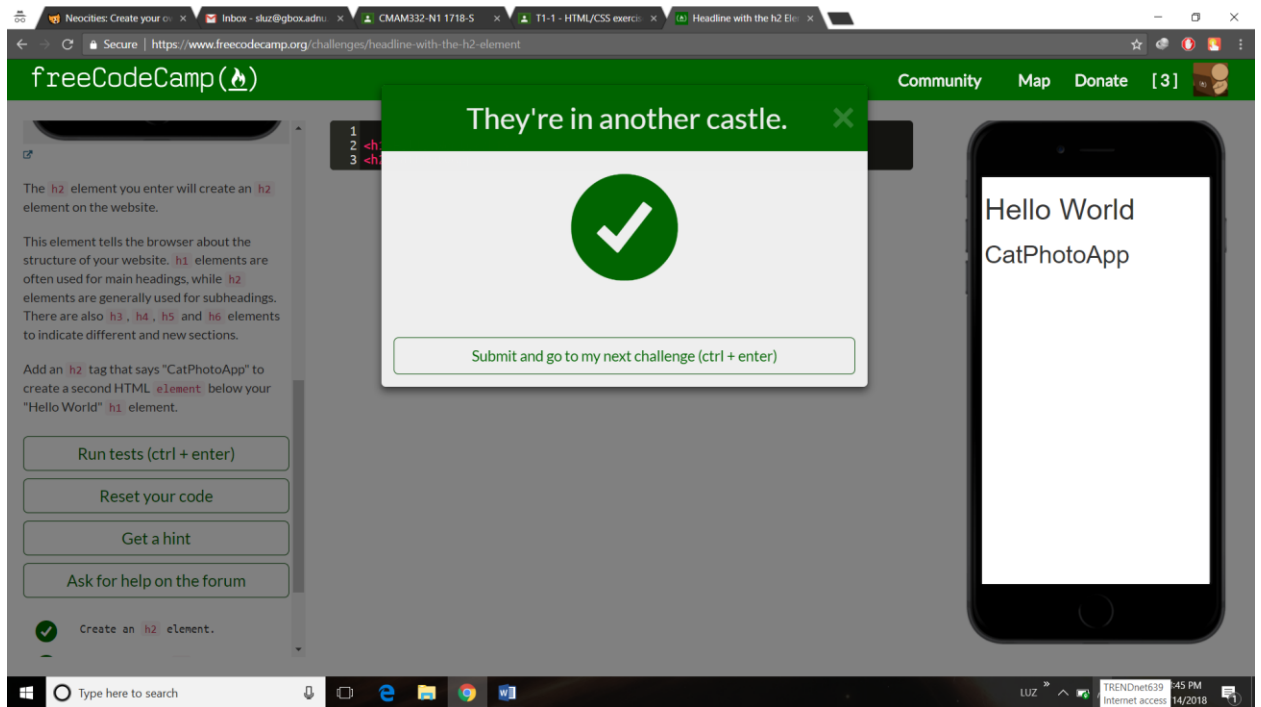 Neocities: Create your ov
Inbox - sluz@gbox.adnu
CMAM332-N1 1718-S
T1-1 - HTML/CSS exercis
Headline with the h2 Ele
Secure | https://www.freecodecamp.org/challenges/headline-with-the-h2-element
freeCodeCamp
Community Map Donate [3]
They're in another castle.
1
2 <h
3 <h
The h2 element you enter will create an h2
element on the website.
This element tells the browser about the
structure of your website. h1 elements are
often used for main headings, while h2
elements are generally used for subheadings.
There are also h3 , h4 , h5 and h6 elements
to indicate different and new sections.
Add an h2 tag that says "CatPhotoApp" to
create a second HTML element below your
"Hello World" h1 element.
Run tests (ctrl + enter)
Reset your code
Get a hint
Ask for help on the forum
Create an h2 element.
Submit and go to my next challenge (ctrl + enter)
Hello World
CatPhotoApp
Type here to search
LUZ
TRENDnet639
Internet access
:45 PM
14/2018